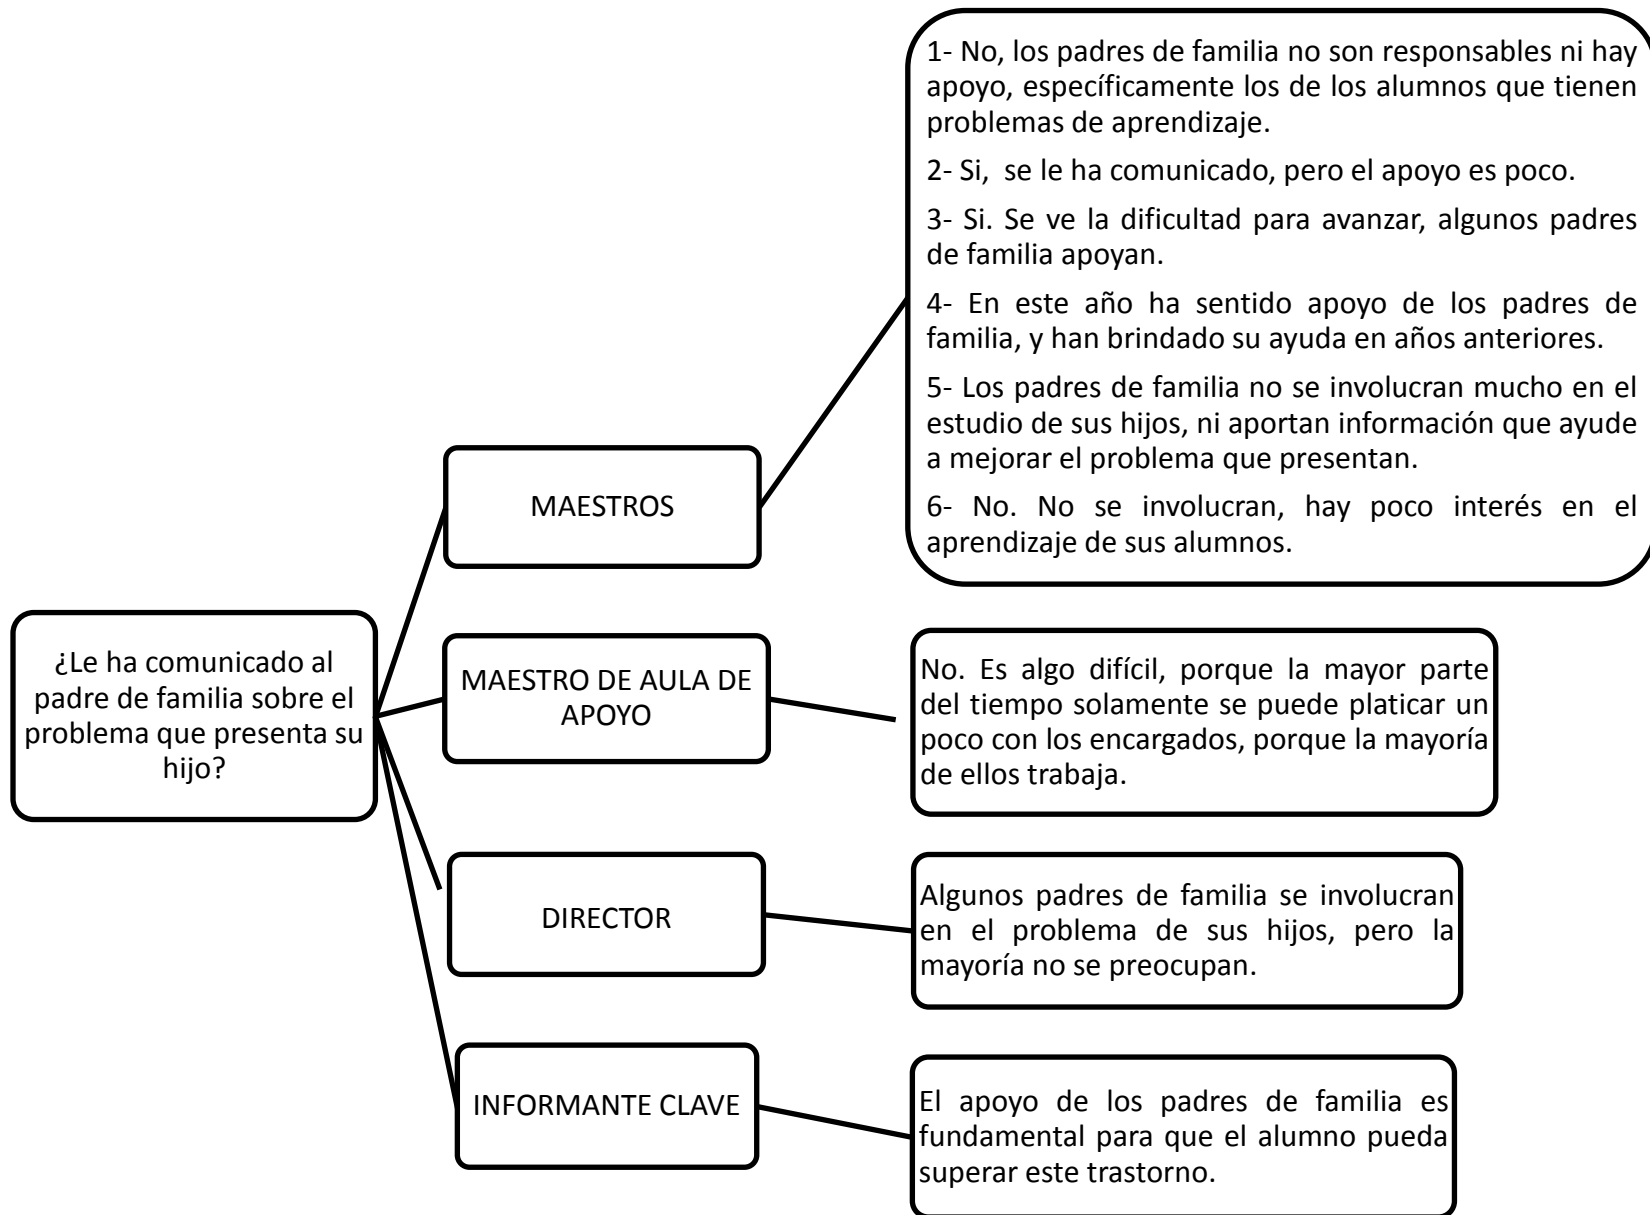 ¿Le ha comunicado al
padre de familia sobre el
problema que presenta su
hijo?
MAESTROS
1- No, los padres de familia no son responsables ni hay
apoyo, específicamente los de los alumnos que tienen
problemas de aprendizaje.
2- Si, se le ha comunicado, pero el apoyo es poco.
3- Si. Se ve la dificultad para avanzar, algunos padres
de familia apoyan.
4- En este año ha sentido apoyo de los padres de
familia, y han brindado su ayuda en años anteriores.
5- Los padres de familia no se involucran mucho en el
estudio de sus hijos, ni aportan información que ayude
a mejorar el problema que presentan.
6- No. No se involucran, hay poco interés en el
aprendizaje de sus alumnos.
MAESTRO DE AULA DE
APOYO
No. Es algo difícil, porque la mayor parte
del tiempo solamente se puede platicar un
poco con los encargados, porque la mayoría
de ellos trabaja.
DIRECTOR
Algunos padres de familia se involucran
en el problema de sus hijos, pero la
mayoría no se preocupan.
INFORMANTE CLAVE
El apoyo de los padres de familia es
fundamental para que el alumno pueda
superar este trastorno.